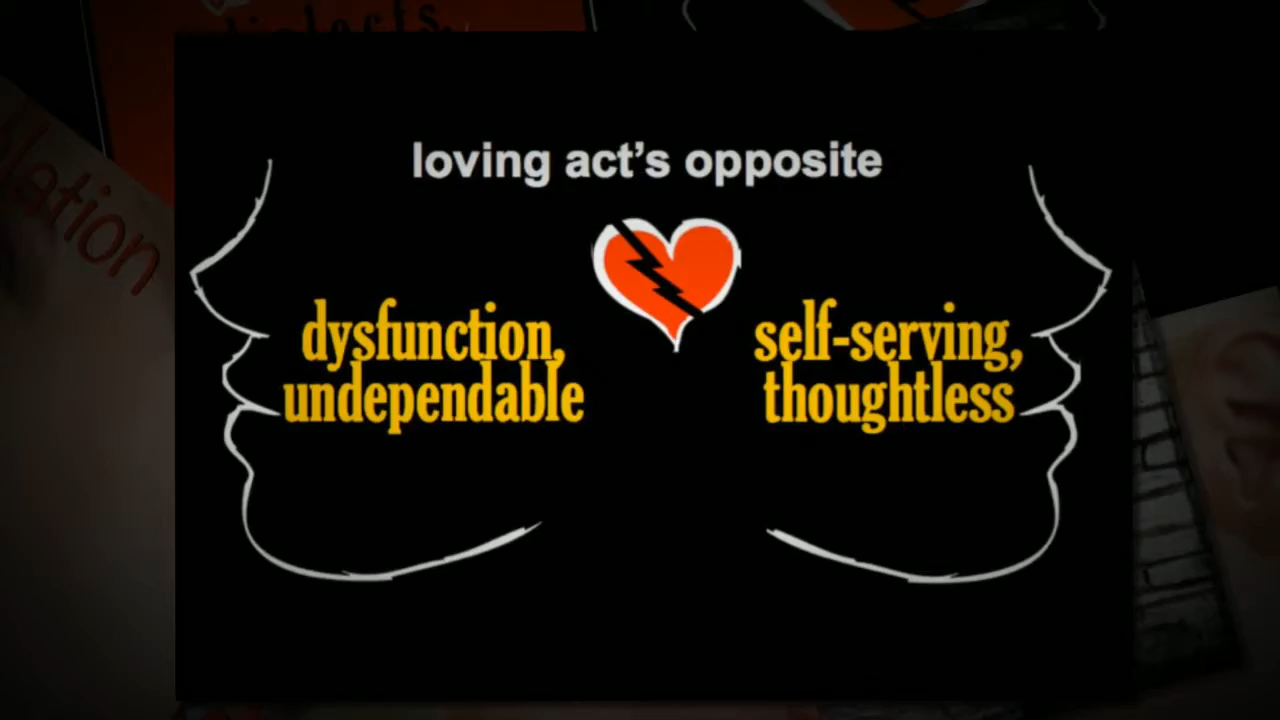 loving act's opposite
dysfunction,
undependable
self-serving,
thoughtless